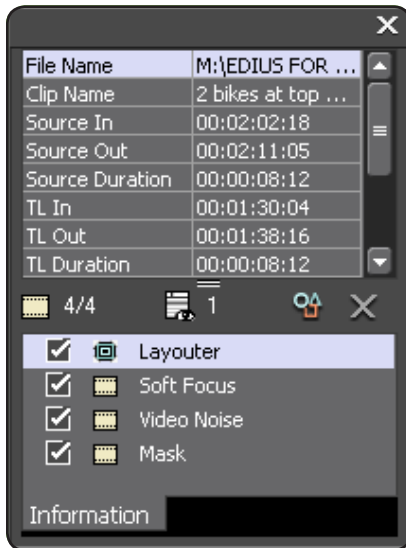 File Name M:\EDIUS FOR ...
Clip Name 2 bikes at top ...
Source In 00:02:02:18
Source Out 00:02:11:05
Source Duration 00:00:08:12
TL In 00:01:30:04
TL Out 00:01:38:16
TL Duration 00:00:08:12
4/4 1
Layouter
Soft Focus
Video Noise
Mask
Information